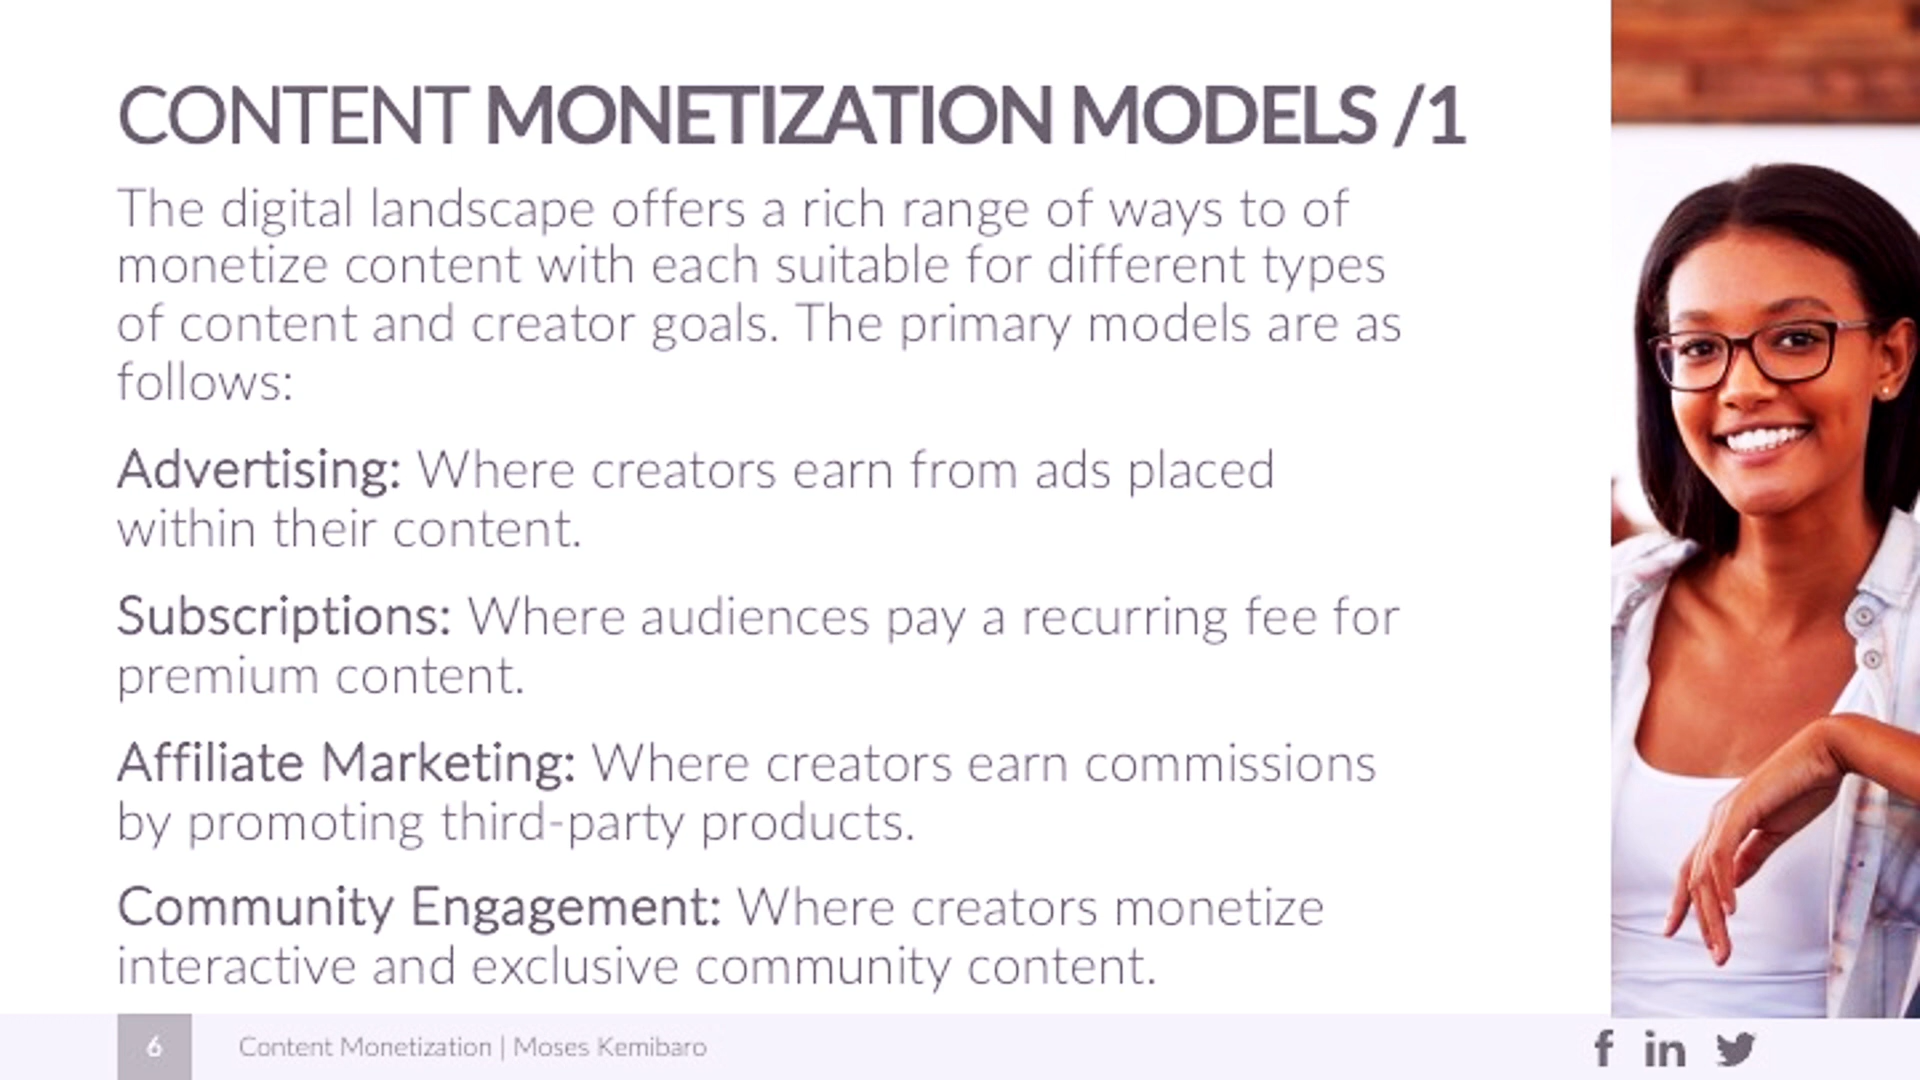 CONTENT MONETIZATION MODELS /1
The digital landscape offers a rich range of ways to of
monetize content with each suitable for different types
of content and creator goals. The primary models are as
follows:
Advertising: Where creators earn from ads placed
within their content.
Subscriptions: Where audiences pay a recurring fee for
premium content.
Affiliate Marketing: Where creators earn commissions
by promoting third-party products.
Community Engagement: Where creators monetize
interactive and exclusive community content.
6 Content Monetization | Moses Kemibaro